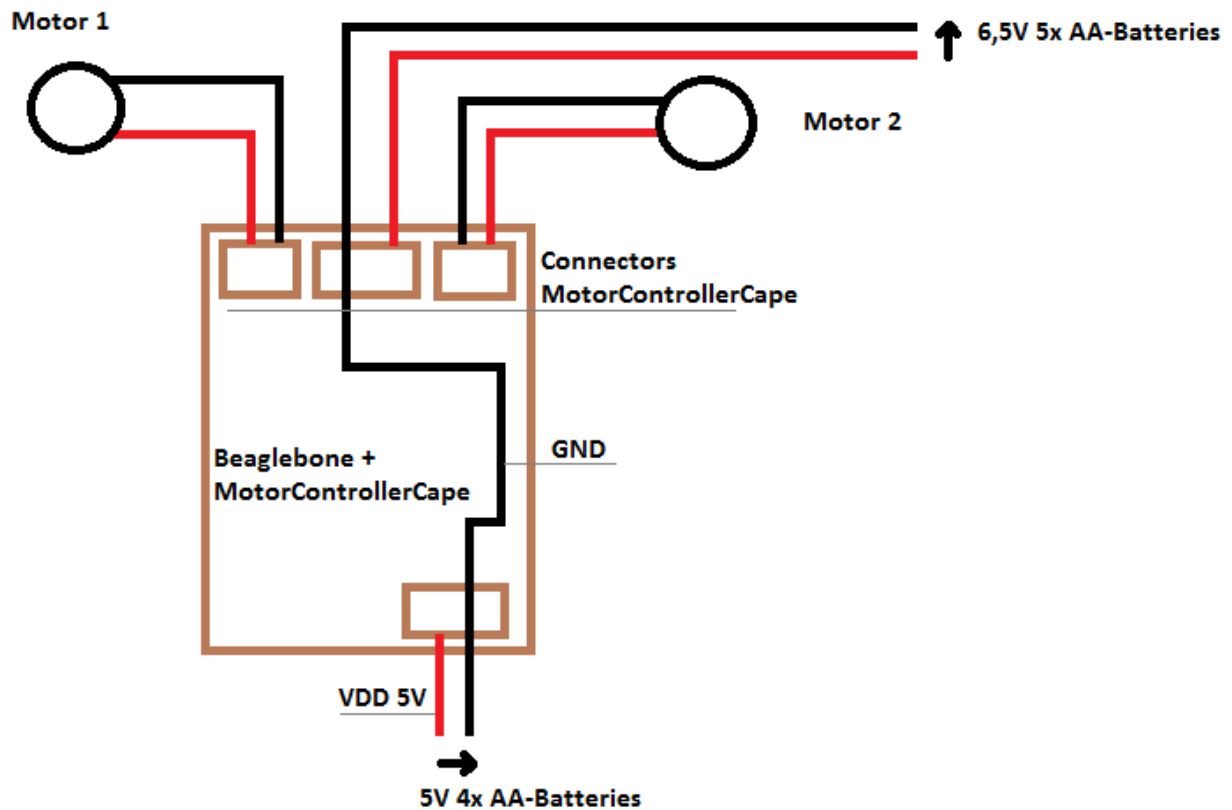 Motor 1
6,5V 5x AA-Batteries
Motor 2
Connectors
MotorControllerCape
GND
Beaglebone +
MotorControllerCape
VDD 5V
5V 4x AA-Batteries